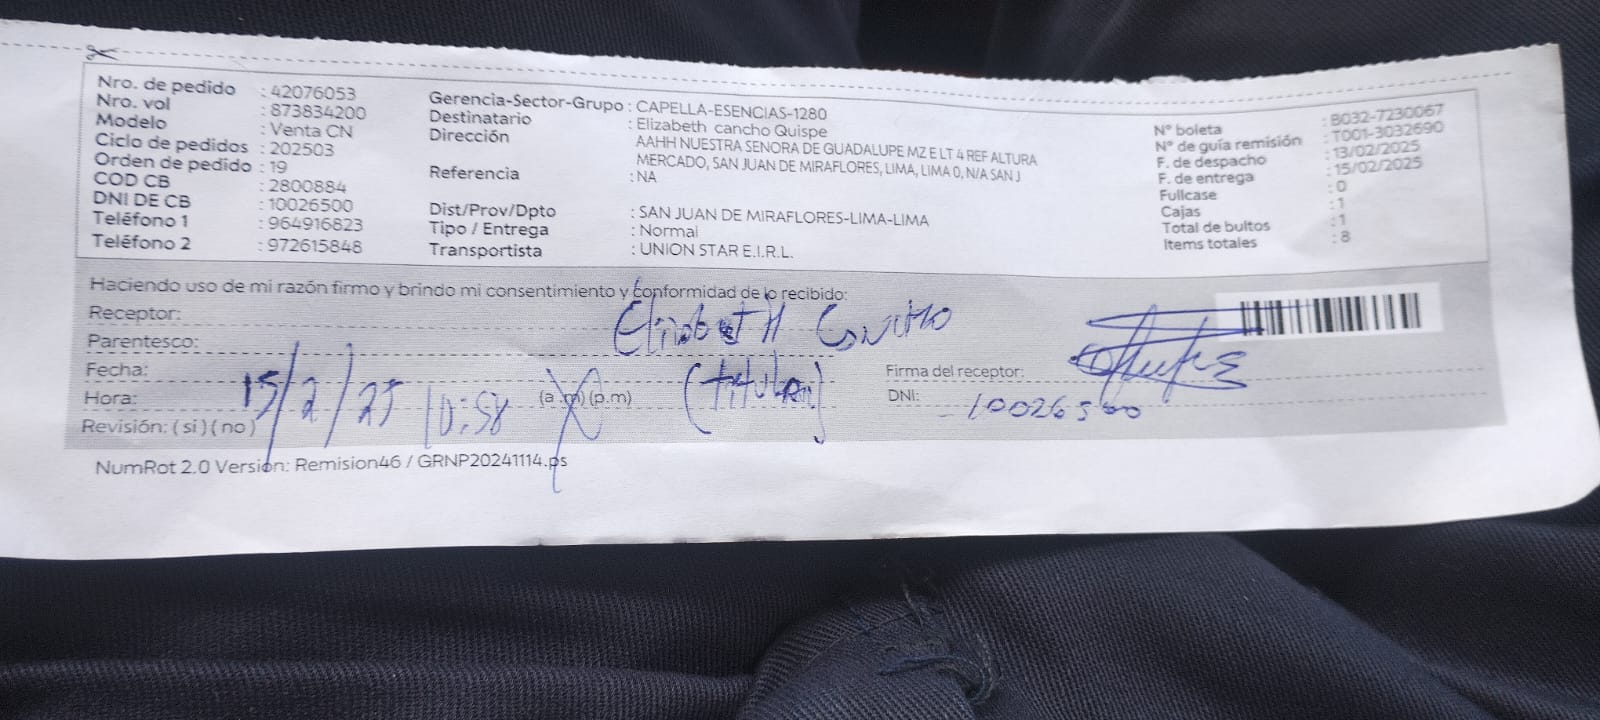 Nro. de pedido : 42076053
Nro. vol : 873834200
Modelo : Venta CN
Ciclo de pedidos : 202503
Orden de pedido : 19
COD CB : 2800884
DNI DE CB : 10026500
Teléfono 1 : 964916823
Teléfono 2 : 972615848
Gerencia-Sector-Grupo : CAPELLA-ESENCIAS-1280
Destinatario : Elizabeth cancho Quispe
Dirección AAHH NUESTRA SENORA DE GUADALUPE MZ E LT 4 REF ALTURA
MERCADO, SAN JUAN DE MIRAFLORES, LIMA, LIMA 0, N/A SAN J
Referencia : NA
Dist/Prov/Dpto : SAN JUAN DE MIRAFLORES-LIMA-LIMA
Tipo / Entrega : Normal
Transportista : UNION STAR E.I.R.L.
N° boleta : B032-7230067
N° de guía remisión : T001-3032690
F. de despacho : 13/02/2025
F. de entrega : 15/02/2025
Fullcase : 0
Cajas : 1
Total de bultos : 1
Items totales : 8
Haciendo uso de mi razón firmo y brindo mi consentimiento y conformidad de lo recibido:
Receptor: Elizabeth Cancho
Parentesco: (titular)
Fecha: 15/2/25
Hora: 10:58 (a.m) (p.m)
Revisión: ( si ) ( no )
Firma del receptor:
DNI: 10026500
NumRot 2.0 Versión: Remision46 / GRNP20241114.ps